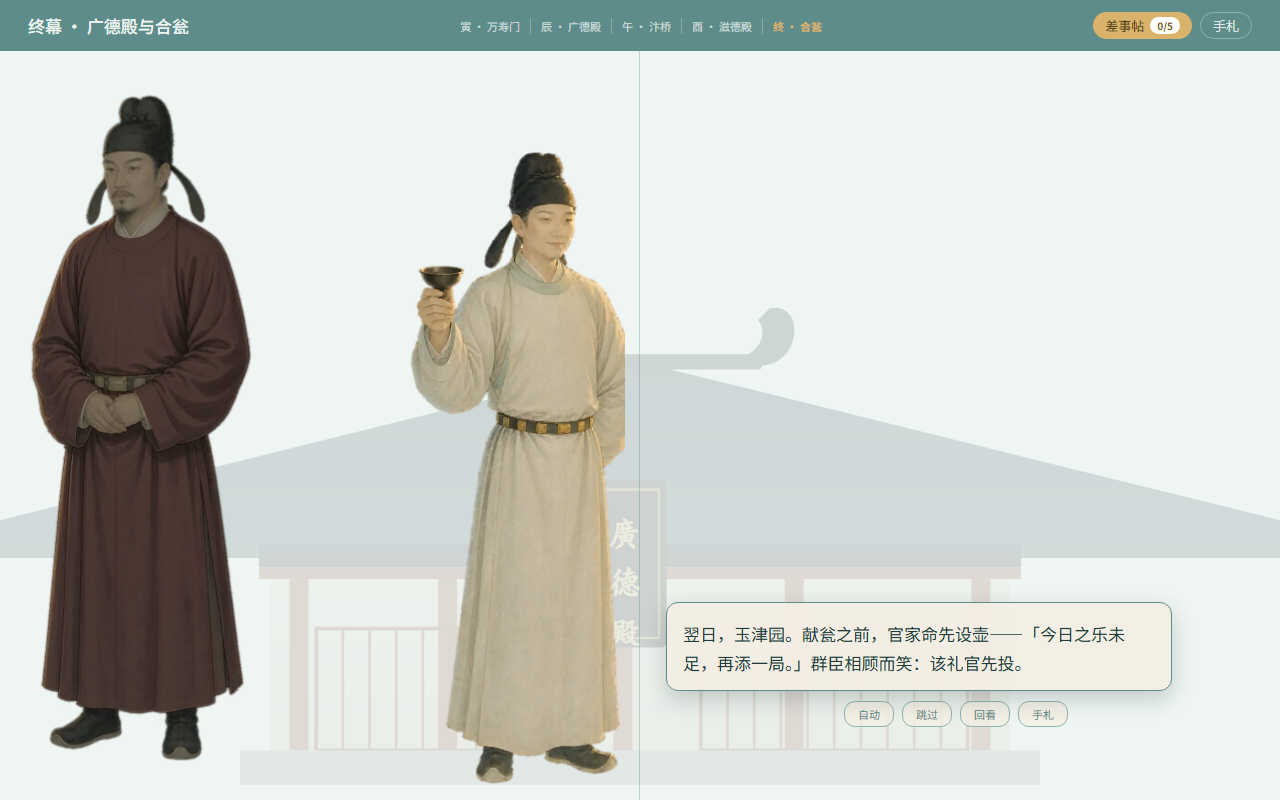 终幕 · 广德殿与合瓮
寅 · 万寿门
辰 · 广德殿
午 · 汴桥
酉 · 滋德殿
终 · 合瓮
差事帖 0/5
手札
廣德殿
翌日，玉津园。献瓮之前，官家命先设壶——「今日之乐未
足，再添一局。」群臣相顾而笑：该礼官先投。
自动
跳过
回看
手札